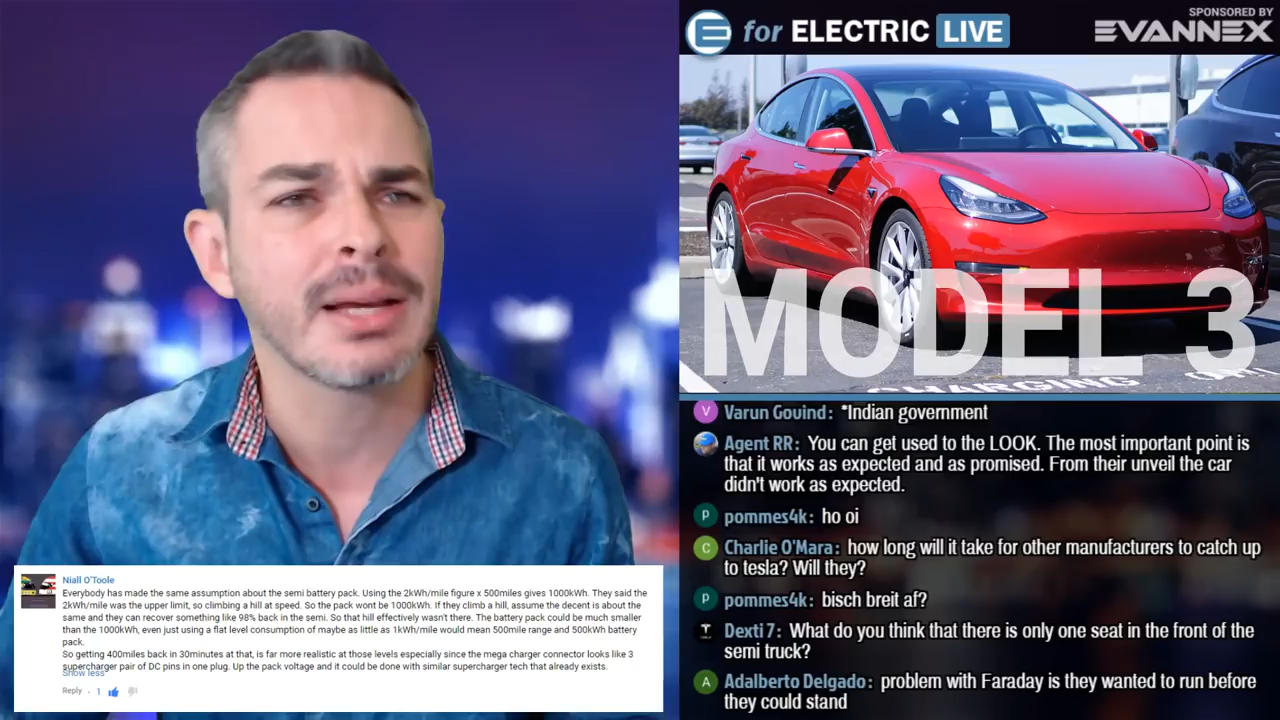 for ELECTRIC LIVE
SPONSORED BY
EVANNEX
MODEL 3
CHARGING
Varun Govind: *Indian government
Agent RR: You can get used to the LOOK. The most important point is
that it works as expected and as promised. From their unveil the car
didn't work as expected.
pommes4k: ho oi
Charlie O'Mara: how long will it take for other manufacturers to catch up
to tesla? Will they?
pommes4k: bisch breit af?
Dexti 7: What do you think that there is only one seat in the front of the
semi truck?
Adalberto Delgado: problem with Faraday is they wanted to run before
they could stand
Niall O'Toole
Everybody has made the same assumption about the semi battery pack. Using the 2kWh/mile figure x 500miles gives 1000kWh. They said the
2kWh/mile was the upper limit, so climbing a hill at speed. So the pack wont be 1000kWh. If they climb a hill, assume the decent is about the
same and they can recover something like 98% back in the semi. So that hill effectively wasn't there. The battery pack could be much smaller
than the 1000kWh, even just using a flat level consumption of maybe as little as 1kWh/mile would mean 500mile range and 500kWh battery
pack.
So getting 400miles back in 30minutes at that, is far more realistic at those levels especially since the mega charger connector looks like 3
supercharger pair of DC pins in one plug. Up the pack voltage and it could be done with similar supercharger tech that already exists.
Show less
Reply · 1